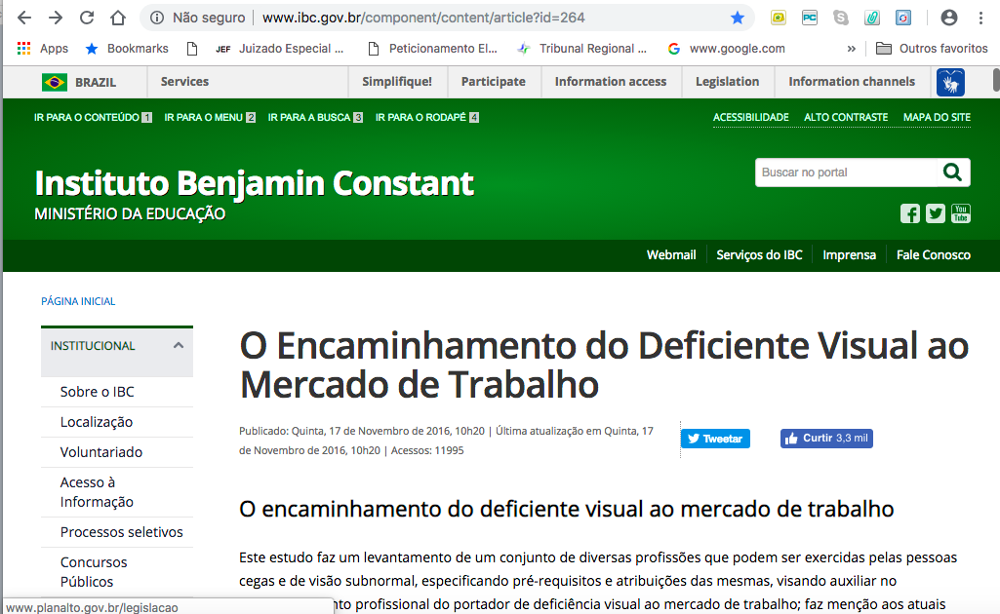 Não seguro | www.ibc.gov.br/component/content/article?id=264
Apps Bookmarks JEF Juizado Especial ... Peticionamento El... Tribunal Regional ... www.google.com » Outros favoritos
BRAZIL Services Simplifique! Participate Information access Legislation Information channels
IR PARA O CONTEÚDO 1 IR PARA O MENU 2 IR PARA A BUSCA 3 IR PARA O RODAPÉ 4 ACESSIBILIDADE ALTO CONTRASTE MAPA DO SITE
Instituto Benjamin Constant
MINISTÉRIO DA EDUCAÇÃO
Buscar no portal
You Tube
Webmail Serviços do IBC Imprensa Fale Conosco
PÁGINA INICIAL
INSTITUCIONAL
Sobre o IBC
Localização
Voluntariado
Acesso à
Informação
Processos seletivos
Concursos
Públicos
O Encaminhamento do Deficiente Visual ao
Mercado de Trabalho
Publicado: Quinta, 17 de Novembro de 2016, 10h20 | Última atualização em Quinta, 17
de Novembro de 2016, 10h20 | Acessos: 11995
Tweetar Curtir 3,3 mil
O encaminhamento do deficiente visual ao mercado de trabalho
Este estudo faz um levantamento de um conjunto de diversas profissões que podem ser exercidas pelas pessoas
cegas e de visão subnormal, especificando pré-requisitos e atribuições das mesmas, visando auxiliar no
nto profissional do portador de deficiência visual ao mercado de trabalho; faz menção aos atuais
www.planalto.gov.br/legislacao